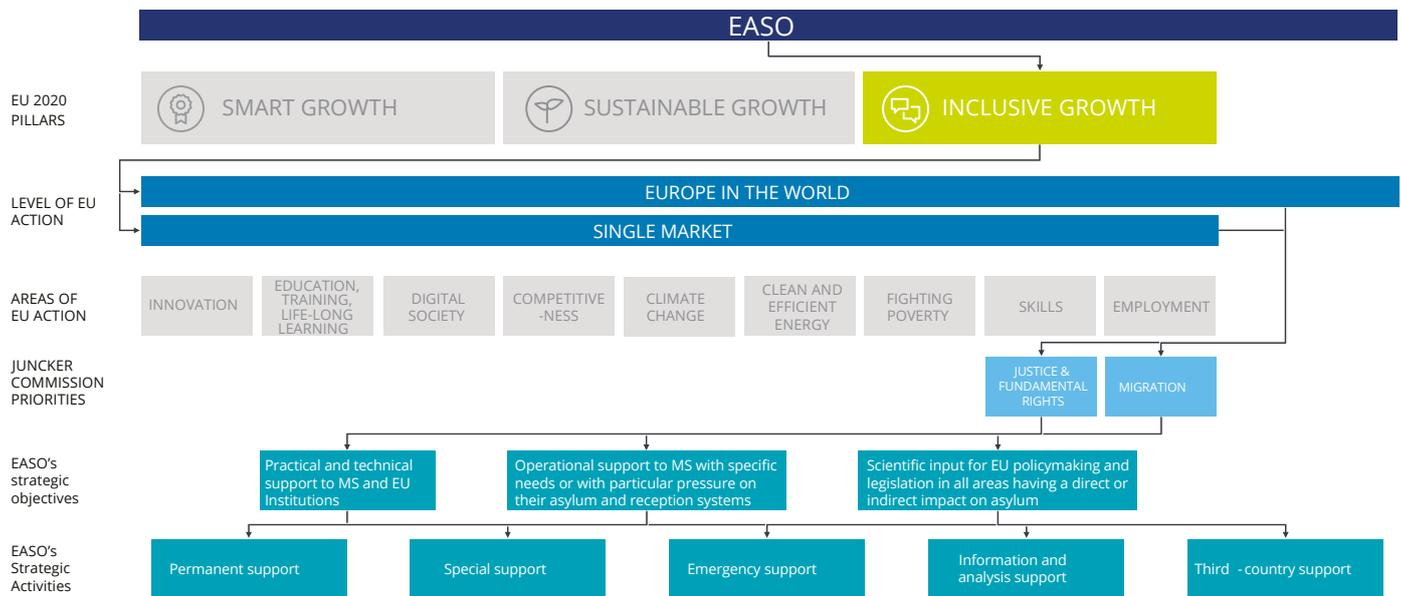 EASO
EU 2020
PILLARS
SMART GROWTH
SUSTAINABLE GROWTH
INCLUSIVE GROWTH
LEVEL OF EU
ACTION
EUROPE IN THE WORLD
SINGLE MARKET
AREAS OF
EU ACTION
INNOVATION
EDUCATION,
TRAINING,
LIFE-LONG
LEARNING
DIGITAL
SOCIETY
COMPETITIVE
-NESS
CLIMATE
CHANGE
CLEAN AND
EFFICIENT
ENERGY
FIGHTING
POVERTY
SKILLS
EMPLOYMENT
JUNCKER
COMMISSION
PRIORITIES
JUSTICE &
FUNDAMENTAL
RIGHTS
MIGRATION
EASO's
strategic
objectives
Practical and technical
support to MS and EU
Institutions
Operational support to MS with specific
needs or with particular pressure on
their asylum and reception systems
Scientific input for EU policymaking and
legislation in all areas having a direct or
indirect impact on asylum
EASO's
Strategic
Activities
Permanent support
Special support
Emergency support
Information and
analysis support
Third -country support